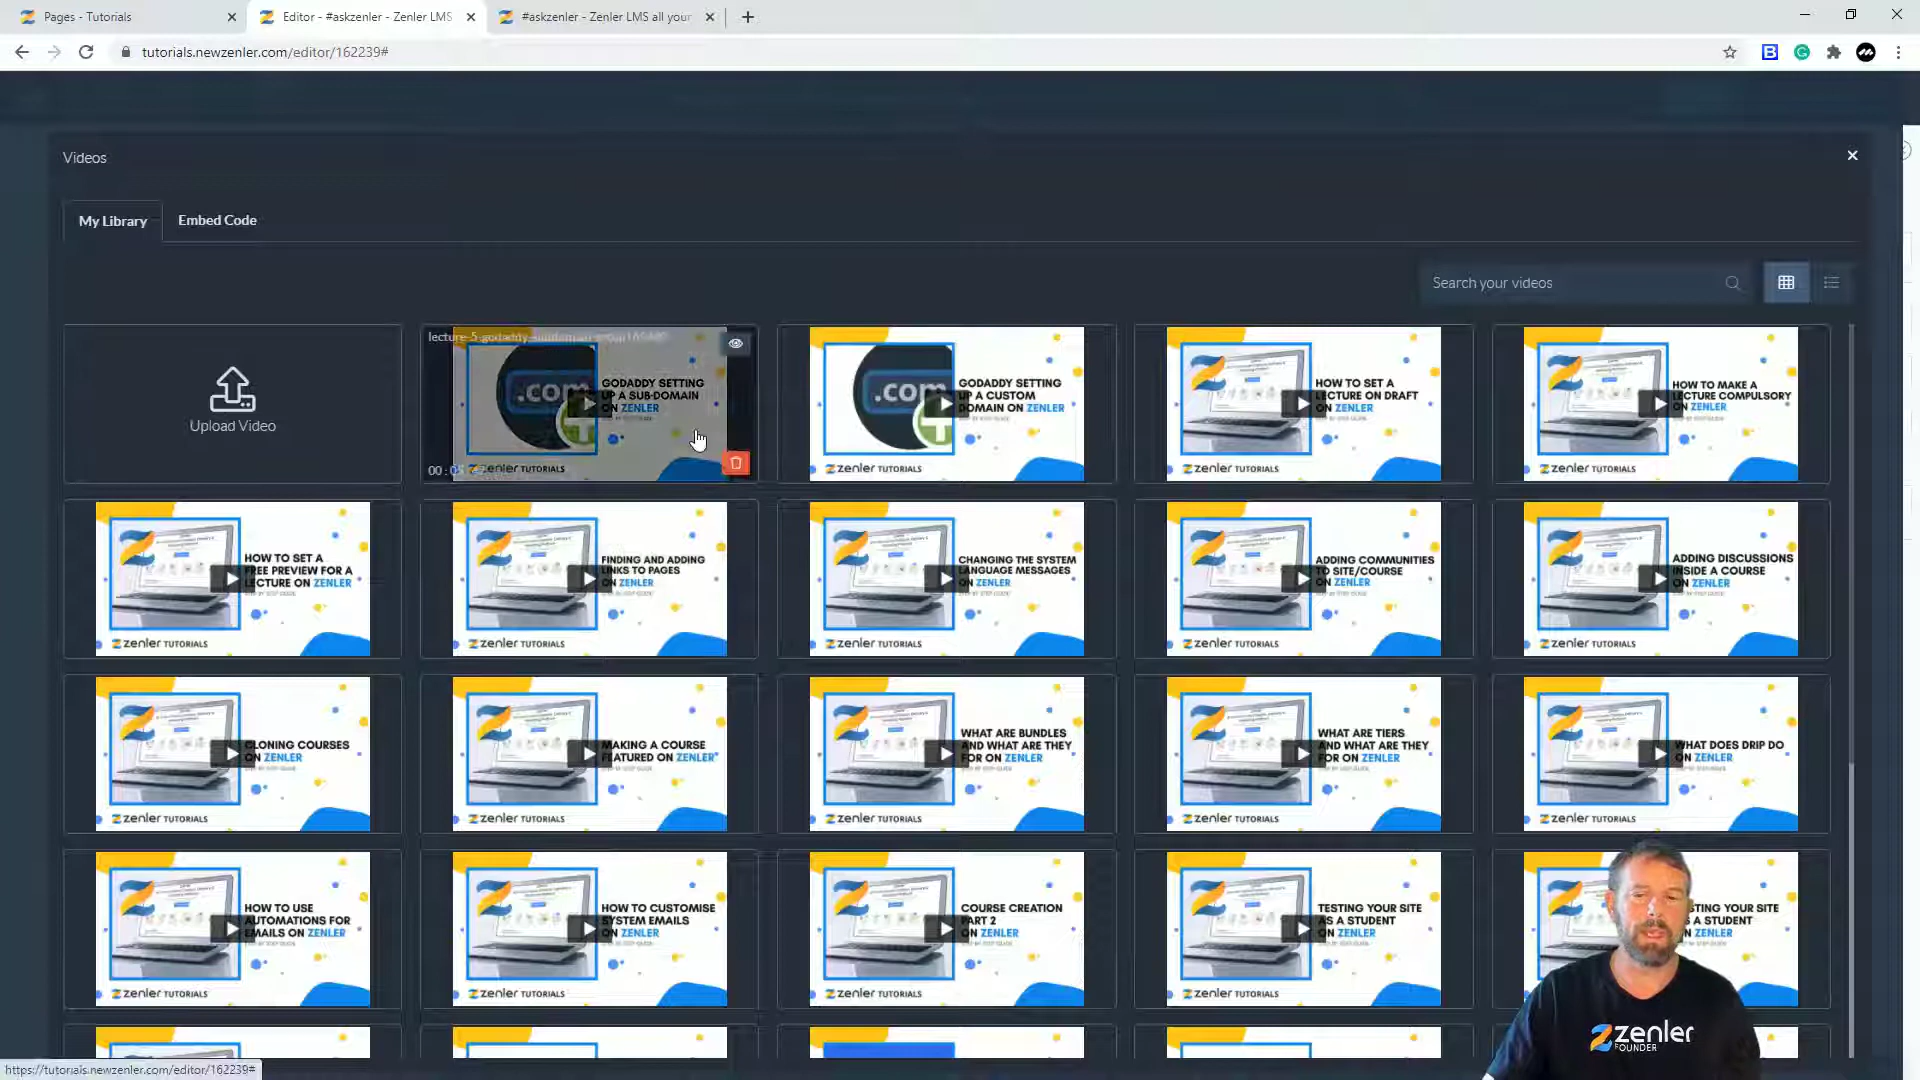 Pages - Tutorials
Editor - #askzenler - Zenler LMS
#askzenler - Zenler LMS all your
tutorials.newzenler.com/editor/162239#
Videos
My Library
Embed Code
Search your videos
Upload Video
GODADDY SETTING
UP A SUB-DOMAIN
ON ZENLER
zenler TUTORIALS
GODADDY SETTING
UP A CUSTOM
DOMAIN ON ZENLER
zenler TUTORIALS
HOW TO SET A
LECTURE ON DRAFT
ON ZENLER
zenler TUTORIALS
HOW TO MAKE A
LECTURE COMPULSORY
ON ZENLER
zenler TUTORIALS
HOW TO SET A
FREE PREVIEW FOR A
LECTURE ON ZENLER
zenler TUTORIALS
FINDING AND ADDING
LINKS TO PAGES
ON ZENLER
zenler TUTORIALS
CHANGING THE SYSTEM
LANGUAGE MESSAGES
ON ZENLER
zenler TUTORIALS
ADDING COMMUNITIES
TO SITE/COURSE
ON ZENLER
zenler TUTORIALS
ADDING DISCUSSIONS
INSIDE A COURSE
ON ZENLER
zenler TUTORIALS
CLONING COURSES
ON ZENLER
zenler TUTORIALS
MAKING A COURSE
FEATURED ON ZENLER
zenler TUTORIALS
WHAT ARE BUNDLES
AND WHAT ARE THEY
FOR ON ZENLER
zenler TUTORIALS
WHAT ARE TIERS
AND WHAT ARE THEY
FOR ON ZENLER
zenler TUTORIALS
WHAT DOES DRIP DO
ON ZENLER
zenler TUTORIALS
HOW TO USE
AUTOMATIONS FOR
EMAILS ON ZENLER
zenler TUTORIALS
HOW TO CUSTOMISE
SYSTEM EMAILS
ON ZENLER
zenler TUTORIALS
COURSE CREATION
PART 2
ON ZENLER
zenler TUTORIALS
TESTING YOUR SITE
AS A STUDENT
ON ZENLER
zenler TUTORIALS
STING YOUR SITE
S A STUDENT
N ZENLER
zenler
FOUNDER
https://tutorials.newzenler.com/editor/162239#